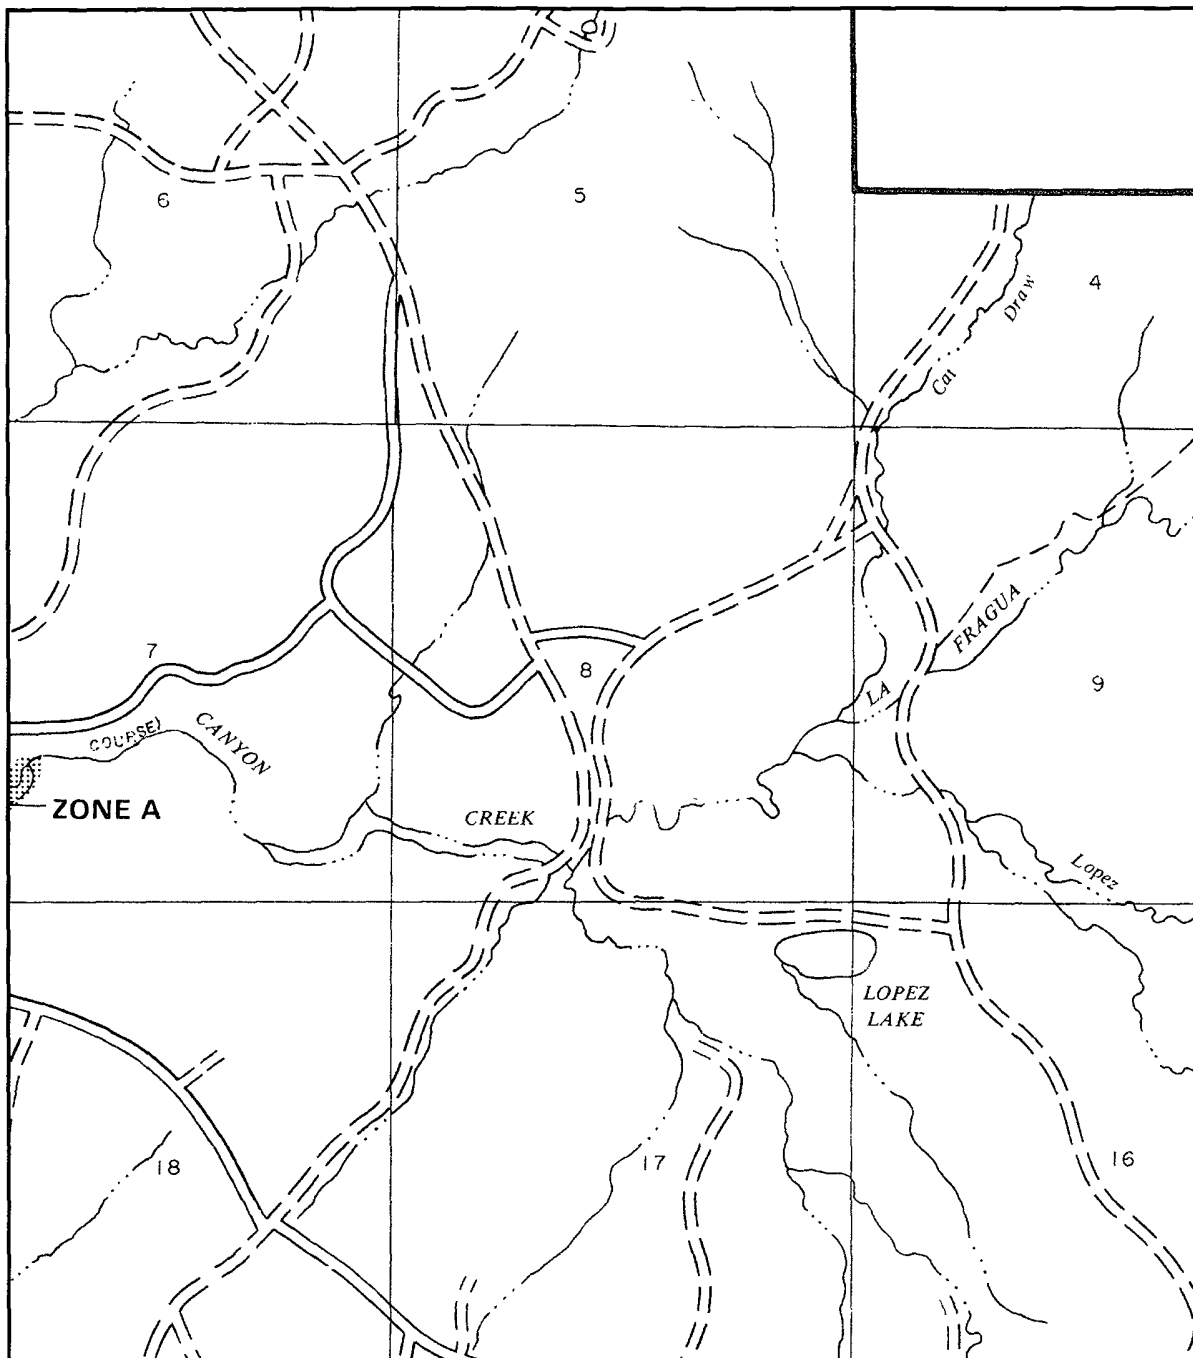 6
5
4
Cat Draw
FRAGUA
LA
7
8
9
COURSE)
CANYON
ZONE A
CREEK
Lopez
LOPEZ
LAKE
18
17
16